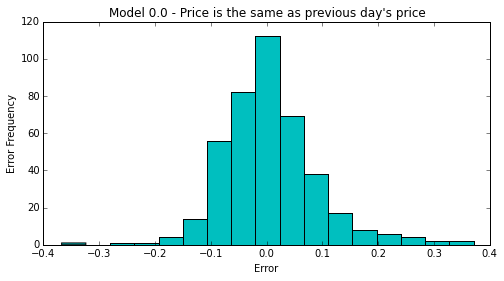 Model 0.0 - Price is the same as previous day's price
120
100
80
60
40
20
0
Error Frequency
−0.4 −0.3 −0.2 −0.1 0.0 0.1 0.2 0.3 0.4
Error